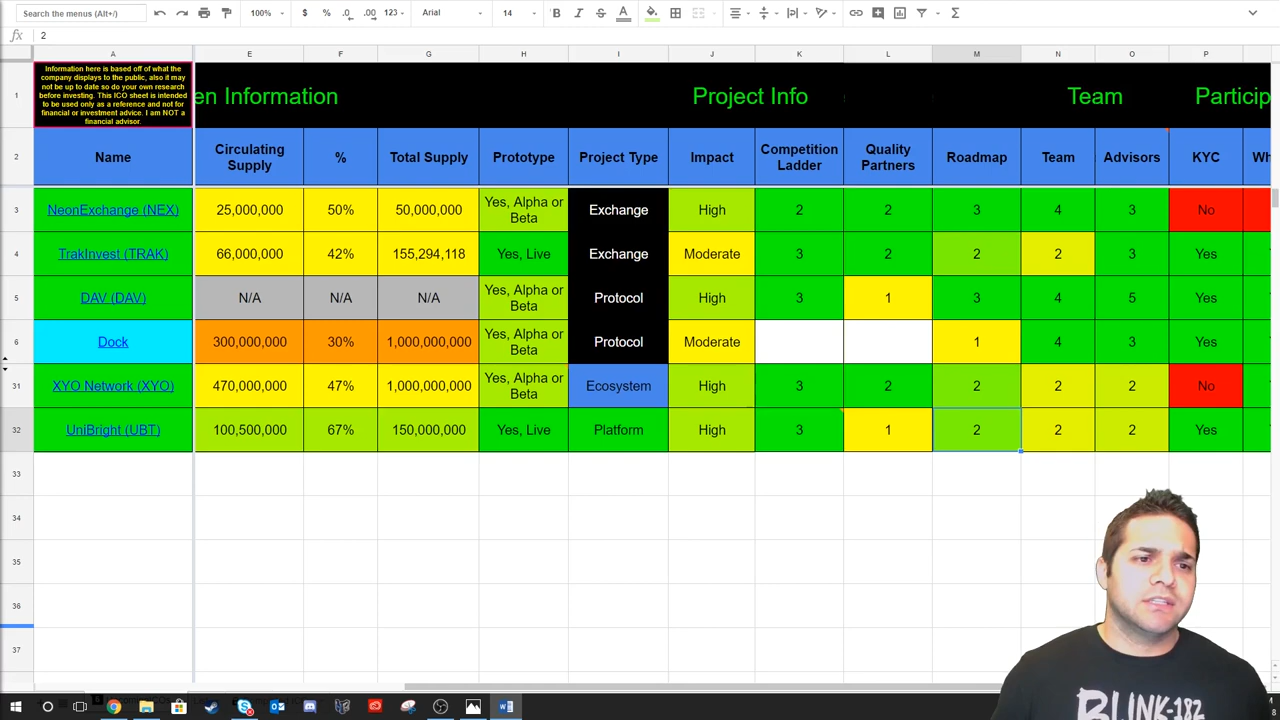 Search the menus (Alt+/)
100%
$ % .0 .00 123
Arial
14
B I S A
Σ
fx 2
A E F G H I J K L M N O P
1
Information here is based off of what the
company displays to the public, also it may
not be up to date so do your own research
before investing. This ICO sheet is intended
to be used only as a reference and not for
financial or investment advice. I am NOT a
financial advisor.
en Information
Project Info
Team
Particip
2
Name
Circulating
Supply
%
Total Supply
Prototype
Project Type
Impact
Competition
Ladder
Quality
Partners
Roadmap
Team
Advisors
KYC
Wh
3 NeonExchange (NEX) 25,000,000 50% 50,000,000 Yes, Alpha or
Beta Exchange High 2 2 3 4 3 No
4 TrakInvest (TRAK) 66,000,000 42% 155,294,118 Yes, Live Exchange Moderate 3 2 2 2 3 Yes
5 DAV (DAV) N/A N/A N/A Yes, Alpha or
Beta Protocol High 3 1 3 4 5 Yes
6 Dock 300,000,000 30% 1,000,000,000 Yes, Alpha or
Beta Protocol Moderate 1 4 3 Yes
31 XYO Network (XYO) 470,000,000 47% 1,000,000,000 Yes, Alpha or
Beta Ecosystem High 3 2 2 2 2 No
32 UniBright (UBT) 100,500,000 67% 150,000,000 Yes, Live Platform High 3 1 2 2 2 Yes
33
34
35
36
37
BLINK-182